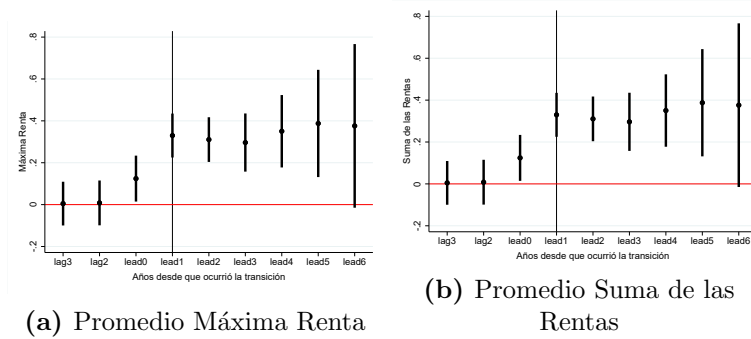 .8
.6
.4
.2
0
-.2
Máxima Renta
lag3 lag2 lead0 lead1 lead2 lead3 lead4 lead5 lead6
Años desde que ocurrió la transición
(a) Promedio Máxima Renta
.8
.6
.4
.2
0
-.2
Suma de las Rentas
lag3 lag2 lead0 lead1 lead2 lead3 lead4 lead5 lead6
Años desde que ocurrió la transición
(b) Promedio Suma de las
Rentas